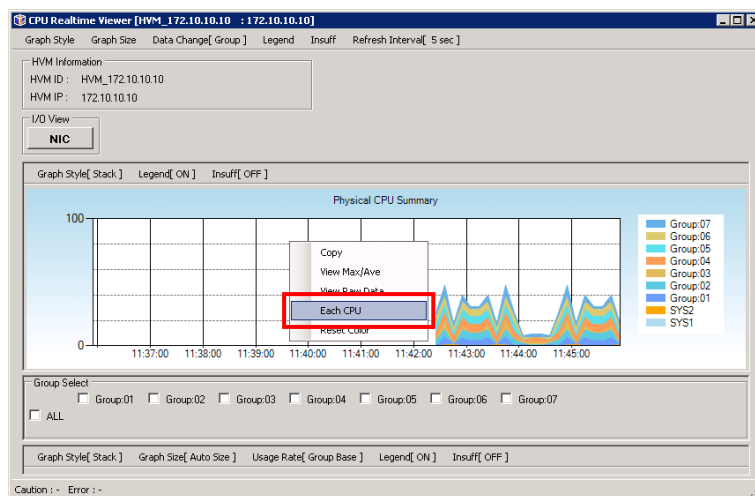 CPU Realtime Viewer [HVM_172.10.10.10 : 172.10.10.10]
Graph Style Graph Size Data Change[ Group ] Legend Insuff Refresh Interval[ 5 sec ]
HVM Information
HVM ID : HVM_172.10.10.10
HVM IP : 172.10.10.10
I/O View
NIC
Graph Style[ Stack ] Legend[ ON ] Insuff[ OFF ]
Physical CPU Summary
100
0
11:37:00 11:38:00 11:39:00 11:40:00 11:41:00 11:42:00 11:43:00 11:44:00 11:45:00
Copy
View Max/Ave
View Raw Data
Each CPU
Reset Color
Group:07
Group:06
Group:05
Group:04
Group:03
Group:02
Group:01
SYS2
SYS1
Group Select
Group:01 Group:02 Group:03 Group:04 Group:05 Group:06 Group:07
ALL
Graph Style[ Stack ] Graph Size[ Auto Size ] Usage Rate[ Group Base ] Legend[ ON ] Insuff[ OFF ]
Caution : - Error : -